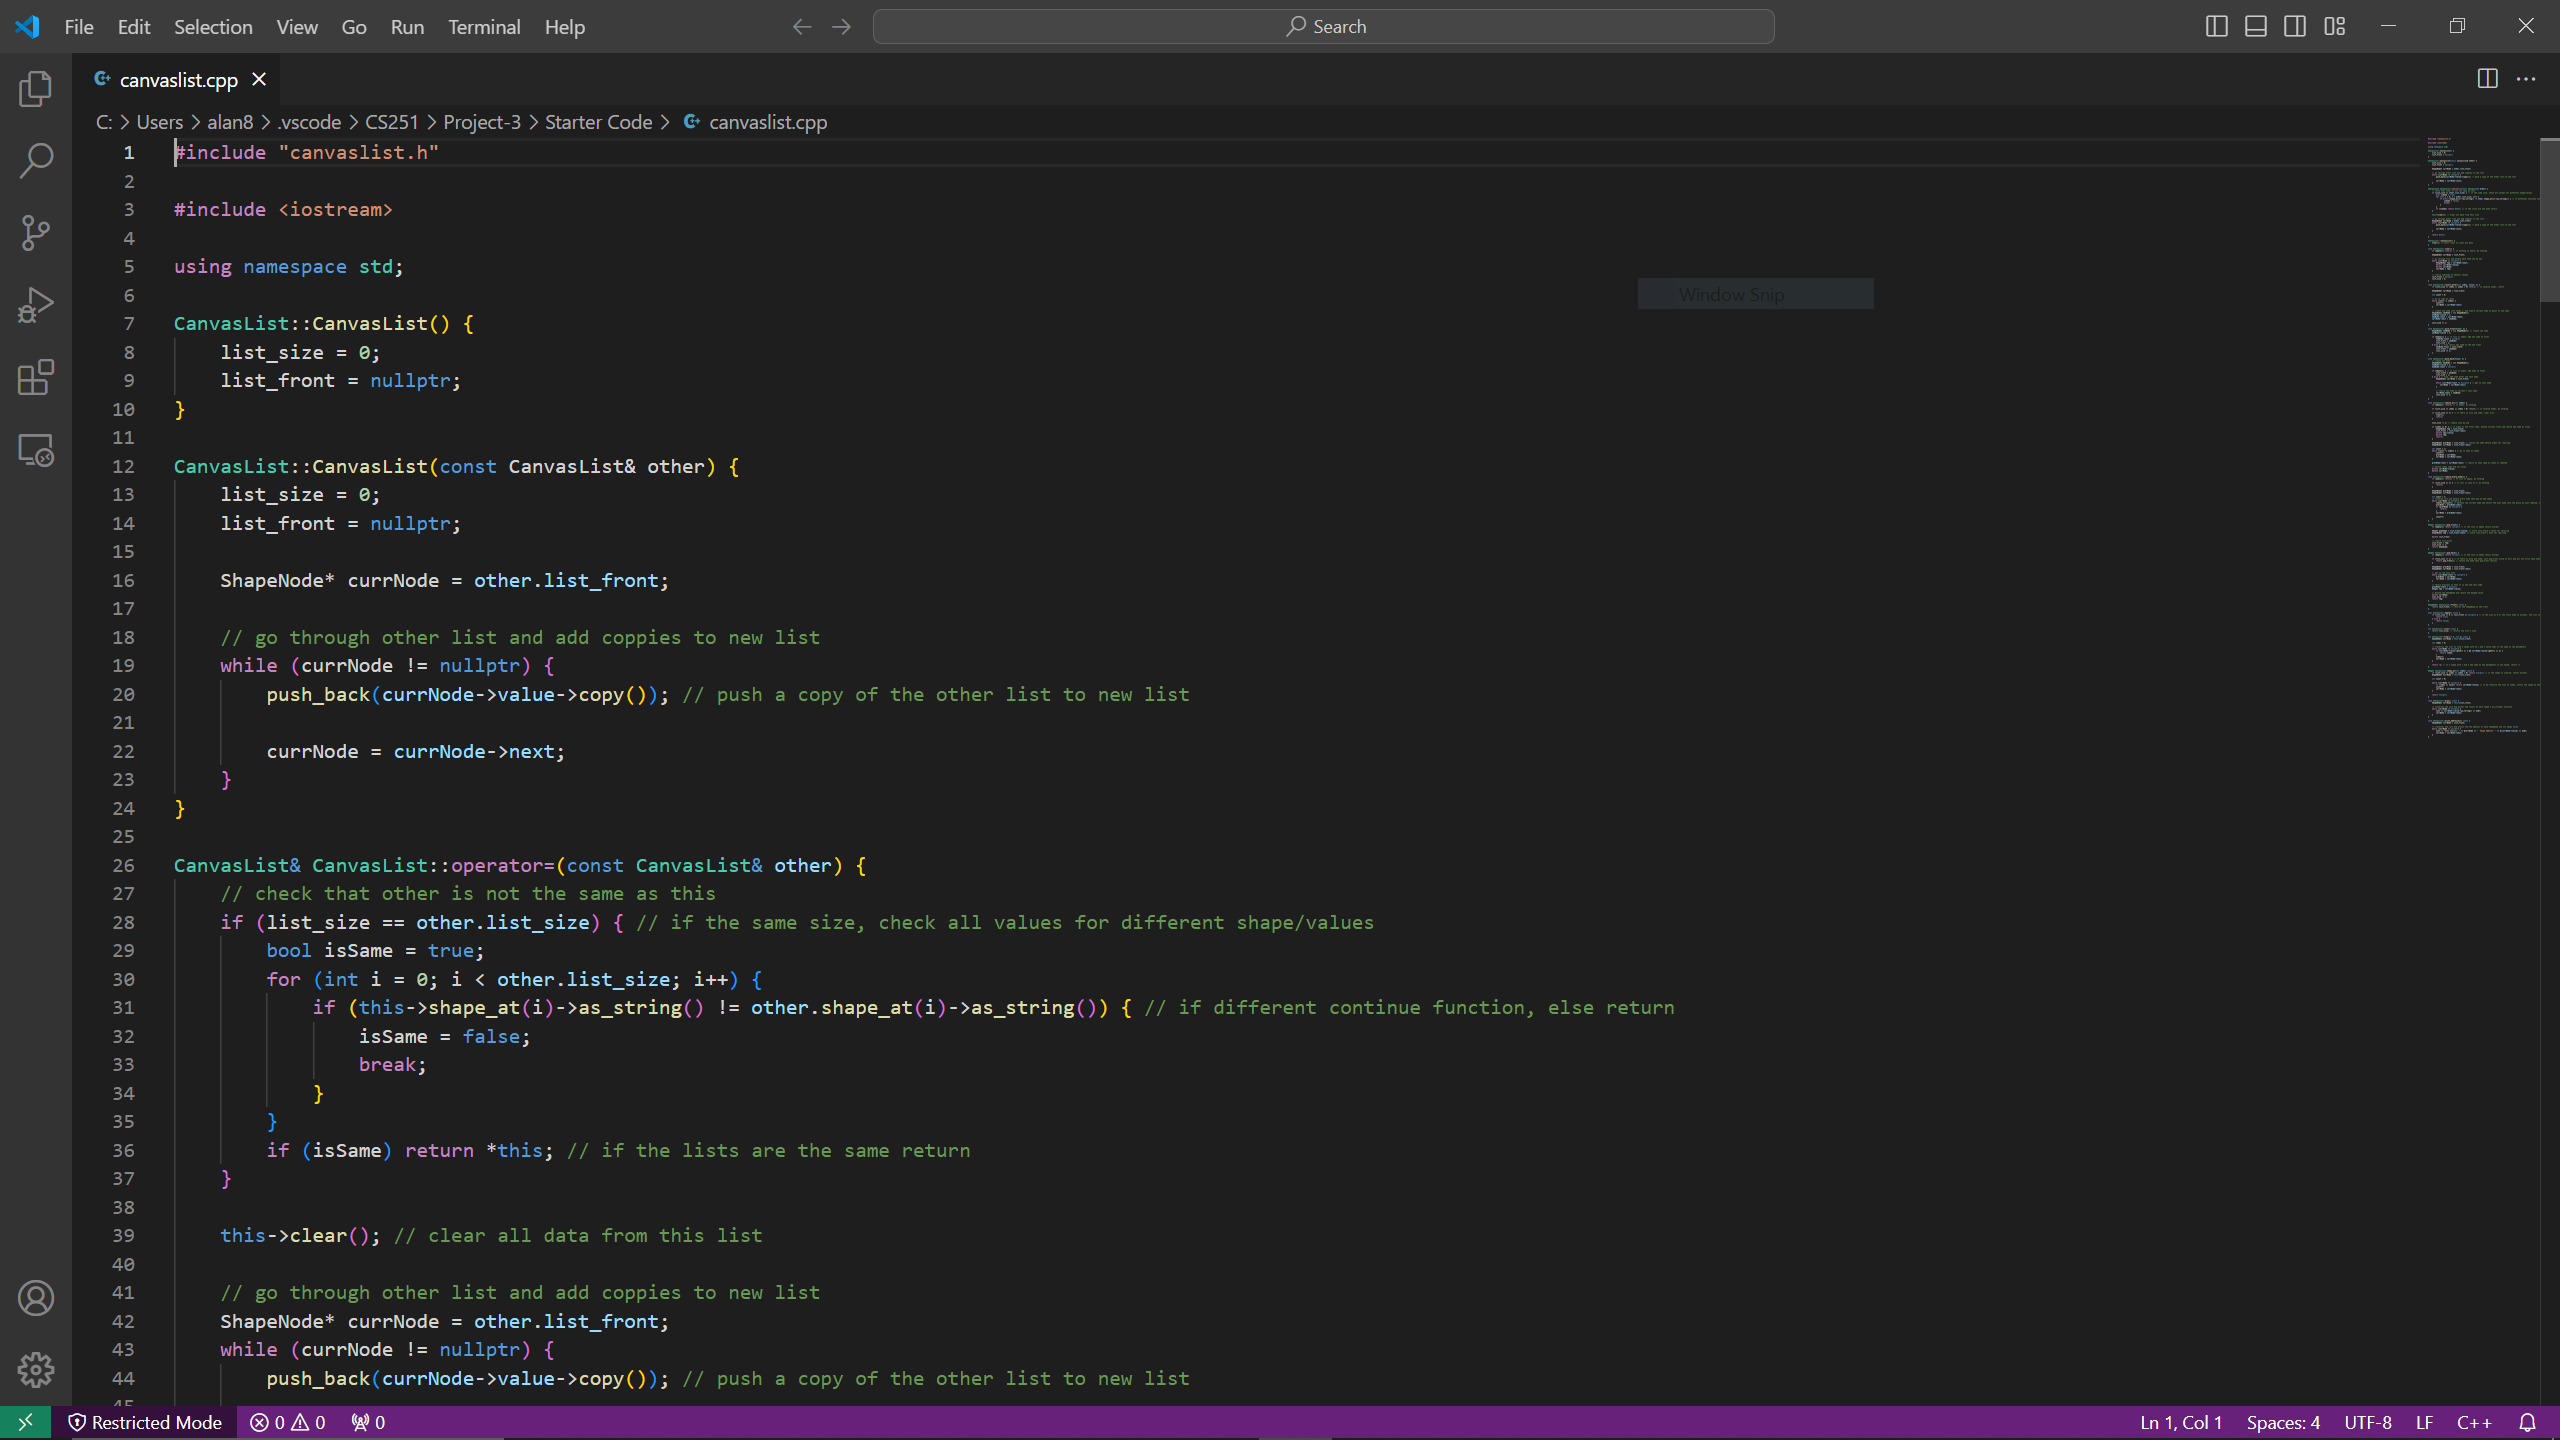 File Edit Selection View Go Run Terminal Help Search
canvaslist.cpp
C: > Users > alan8 > .vscode > CS251 > Project-3 > Starter Code > canvaslist.cpp
1 #include "canvaslist.h"
2
3 #include <iostream>
4
5 using namespace std;
6
Window Snip
7 CanvasList::CanvasList() {
8     list_size = 0;
9     list_front = nullptr;
10 }
11
12 CanvasList::CanvasList(const CanvasList& other) {
13     list_size = 0;
14     list_front = nullptr;
15
16     ShapeNode* currNode = other.list_front;
17
18     // go through other list and add coppies to new list
19     while (currNode != nullptr) {
20         push_back(currNode->value->copy()); // push a copy of the other list to new list
21
22         currNode = currNode->next;
23     }
24 }
25
26 CanvasList& CanvasList::operator=(const CanvasList& other) {
27     // check that other is not the same as this
28     if (list_size == other.list_size) { // if the same size, check all values for different shape/values
29         bool isSame = true;
30         for (int i = 0; i < other.list_size; i++) {
31             if (this->shape_at(i)->as_string() != other.shape_at(i)->as_string()) { // if different continue function, else return
32                 isSame = false;
33                 break;
34             }
35         }
36         if (isSame) return *this; // if the lists are the same return
37     }
38
39     this->clear(); // clear all data from this list
40
41     // go through other list and add coppies to new list
42     ShapeNode* currNode = other.list_front;
43     while (currNode != nullptr) {
44         push_back(currNode->value->copy()); // push a copy of the other list to new list
45
Restricted Mode 0 0 0 Ln 1, Col 1 Spaces: 4 UTF-8 LF C++